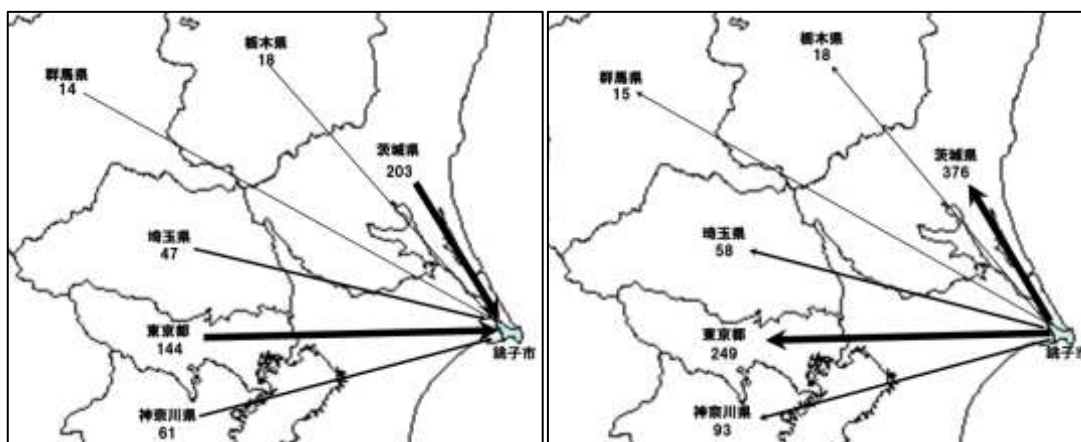 栃木県
18
群馬県
14
茨城県
203
埼玉県
47
東京都
144
銚子市
神奈川県
61
栃木県
18
群馬県
15
茨城県
376
埼玉県
58
東京都
249
銚子市
神奈川県
93